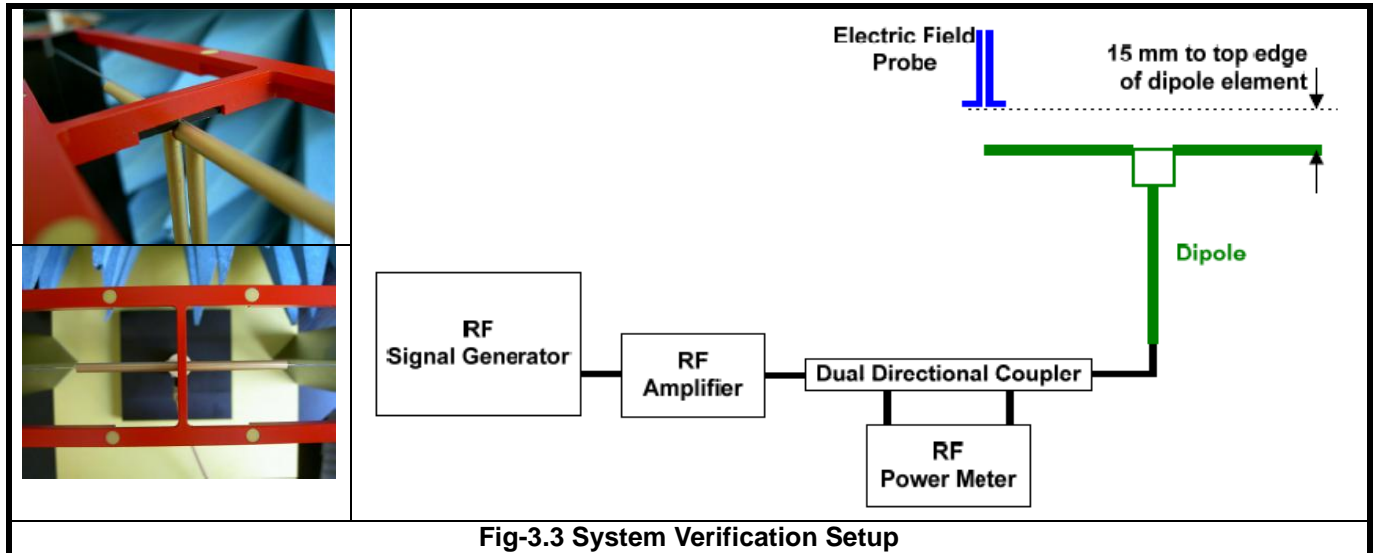 Electric Field
Probe
15 mm to top edge
of dipole element
Dipole
RF
Signal Generator
RF
Amplifier
Dual Directional Coupler
RF
Power Meter
Fig-3.3 System Verification Setup